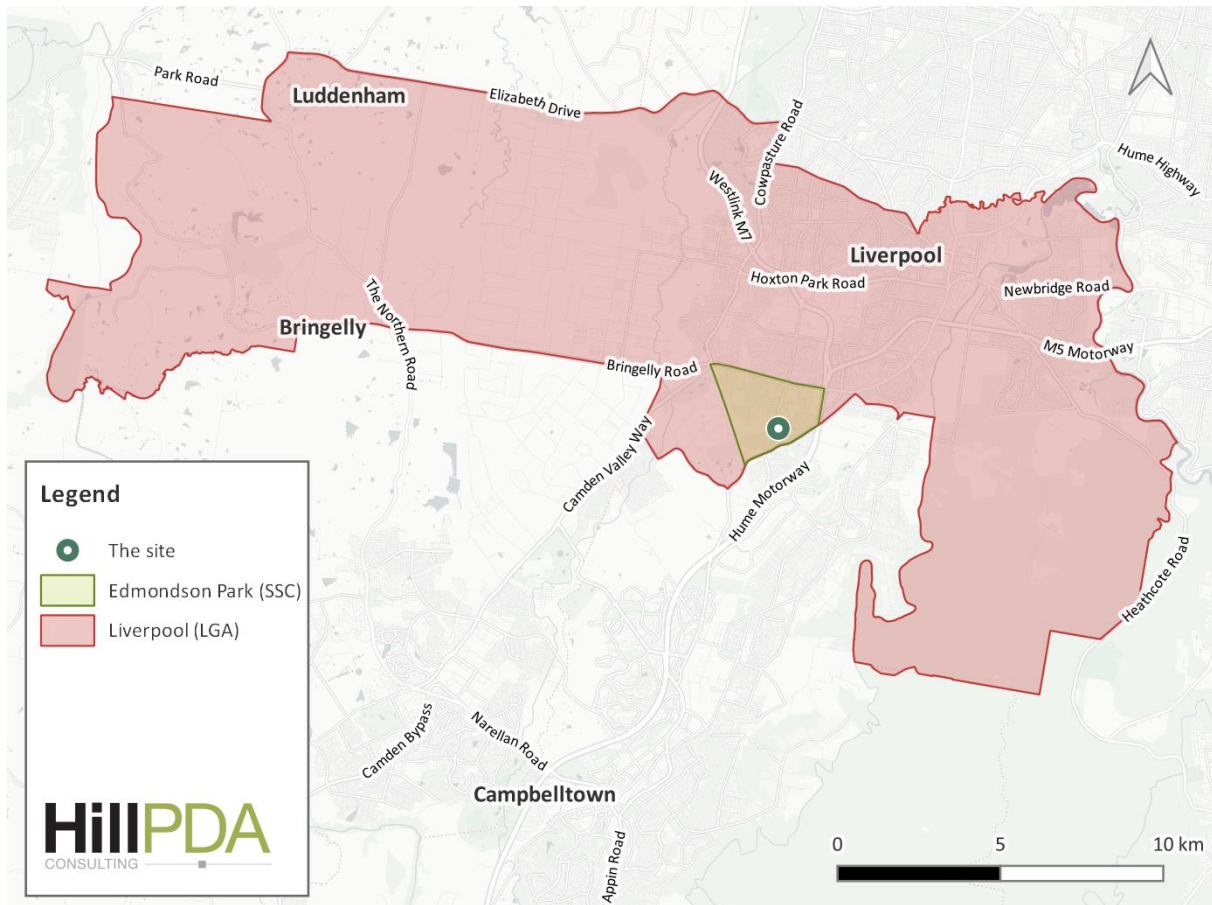 Park Road
Luddenham
Elizabeth Drive
Cowpasture Road
Hume Highway
Westlink M7
Liverpool
Hoxton Park Road
Newbridge Road
The Northern Road
Bringelly
M5 Motorway
Bringelly Road
Camden Valley Way
Hume Motorway
Heathcote Road
Legend
The site
Edmondson Park (SSC)
Liverpool (LGA)
Camden Bypass
Narellan Road
Campbelltown
Appin Road
HillPDA
CONSULTING
0 5 10 km